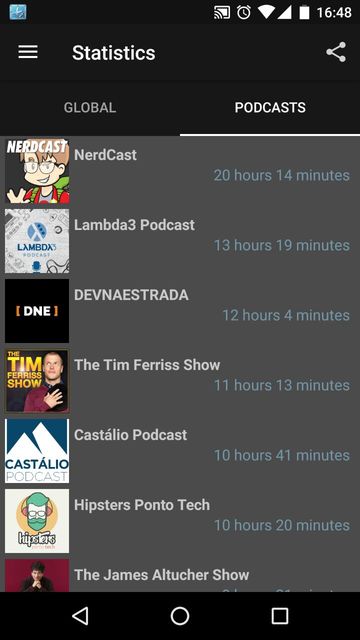 16:48
Statistics
GLOBAL
PODCASTS
NERDCAST
NerdCast
20 hours 14 minutes
LAMBDA3
PODCAST
Lambda3 Podcast
13 hours 19 minutes
[ DNE ]
DEVNAESTRADA
12 hours 4 minutes
THE
TIM
FERRISS
SHOW
The Tim Ferriss Show
11 hours 13 minutes
CASTÁLIO
PODCAST
Castálio Podcast
10 hours 41 minutes
hipsters
ponto tech
Hipsters Ponto Tech
10 hours 20 minutes
The James Altucher Show